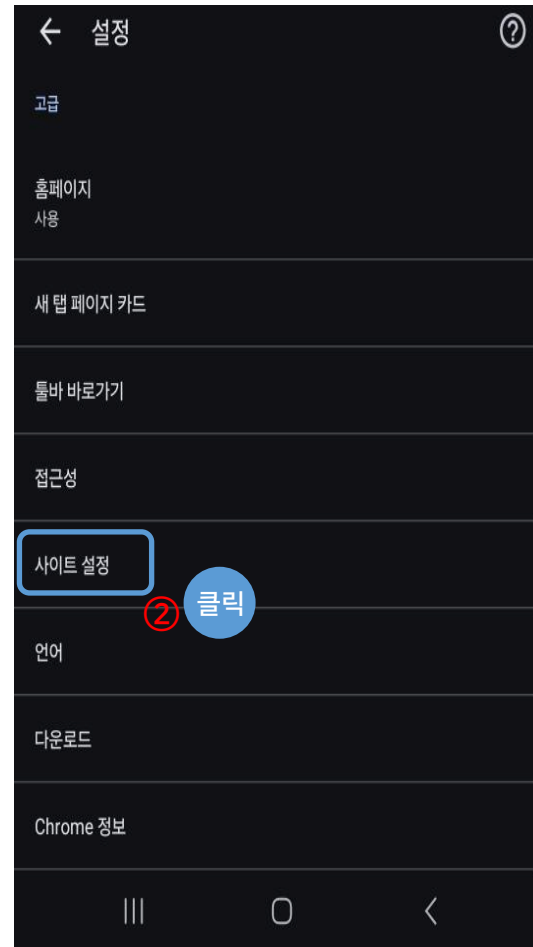 설정
고급
홈페이지
사용
새 탭 페이지 카드
툴바 바로가기
접근성
사이트 설정
② 클릭
언어
다운로드
Chrome 정보